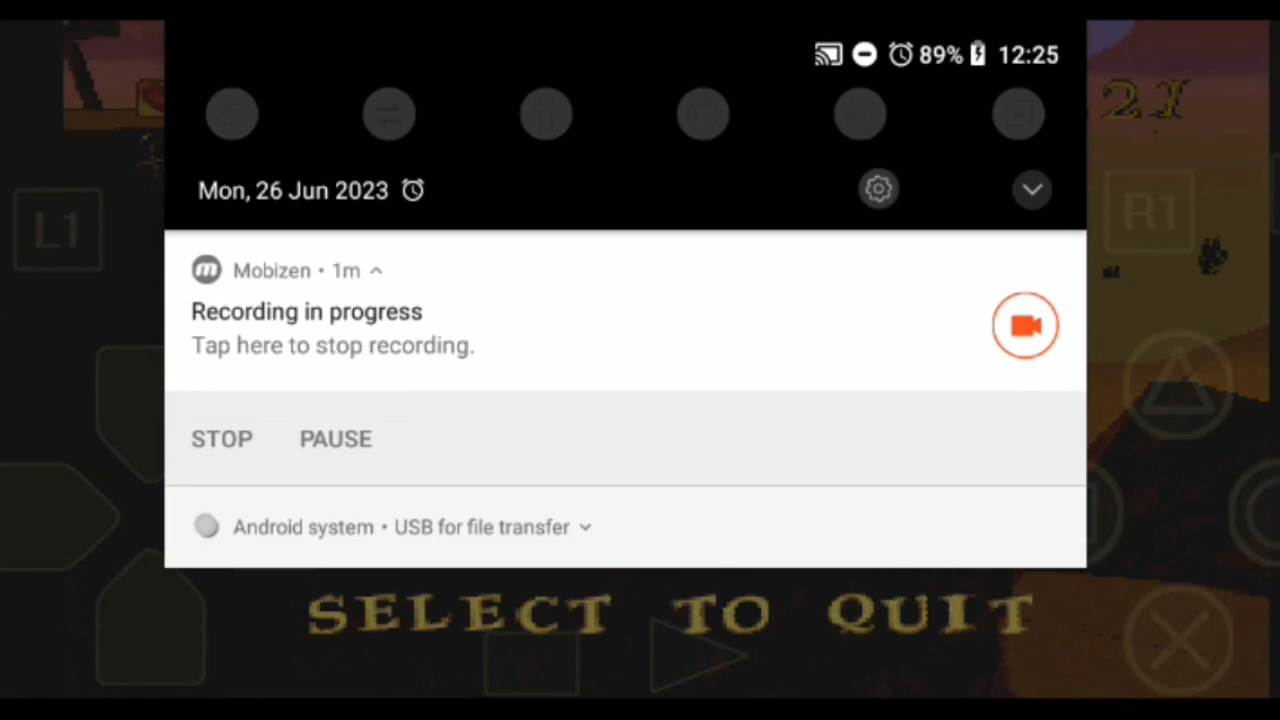 89% 12:25
21
Mon, 26 Jun 2023
L1
R1
m Mobizen • 1m
Recording in progress
Tap here to stop recording.
STOP PAUSE
Android system • USB for file transfer
SELECT TO QUIT